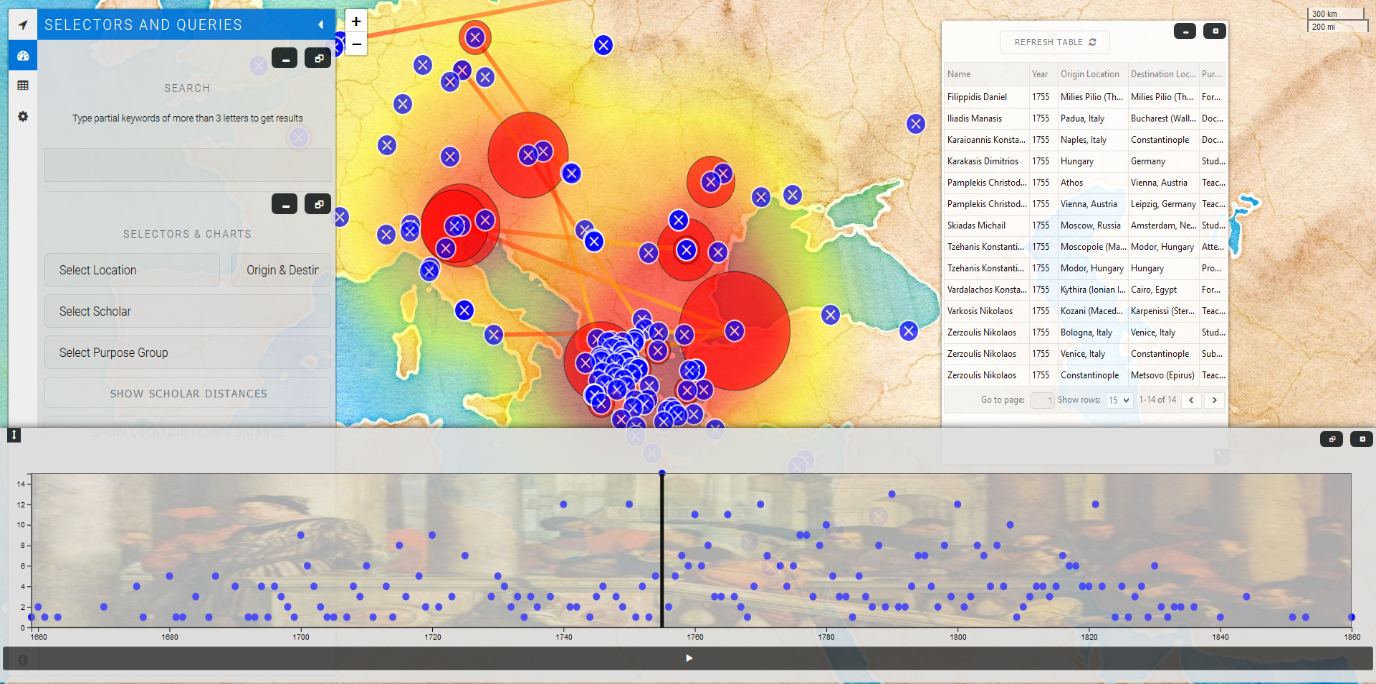 SELECTORS AND QUERIES
SEARCH
Type partial keywords of more than 3 letters to get results
SELECTORS & CHARTS
Select Location
Origin & Destin
Select Scholar
Select Purpose Group
SHOW SCHOLAR DISTANCES
+
−
300 km
200 mi
REFRESH TABLE
Name Year Origin Location Destination Loc... Pur...
Filippidis Daniel 1755 Milies Pilio (Th... Milies Pilio (Th... For...
Iliadis Manasis 1755 Padua, Italy Bucharest (Wall... Doc...
Karaioannis Konsta... 1755 Naples, Italy Constantinople Doc...
Karakasis Dimitrios 1755 Hungary Germany Stud...
Pamplekis Christod... 1755 Athos Vienna, Austria Teac...
Pamplekis Christod... 1755 Vienna, Austria Leipzig, Germany Teac...
Skiadas Michail 1755 Moscow, Russia Amsterdam, Ne... Stud...
Tzehanis Konstanti... 1755 Moscopole (Ma... Modor, Hungary Atte...
Tzehanis Konstanti... 1755 Modor, Hungary Hungary Pro...
Vardalachos Konsta... 1755 Kythira (Ionian I... Cairo, Egypt For...
Varkosis Nikolaos 1755 Kozani (Maced... Karpenissi (Ster... Teac...
Zerzoulis Nikolaos 1755 Bologna, Italy Venice, Italy Stud...
Zerzoulis Nikolaos 1755 Venice, Italy Constantinople Sub...
Zerzoulis Nikolaos 1755 Constantinople Metsovo (Epirus) Teac...
Go to page: 1 Show rows: 15 1-14 of 14
14
12
10
8
6
4
2
0
1660 1680 1700 1720 1740 1760 1780 1800 1820 1840 1860